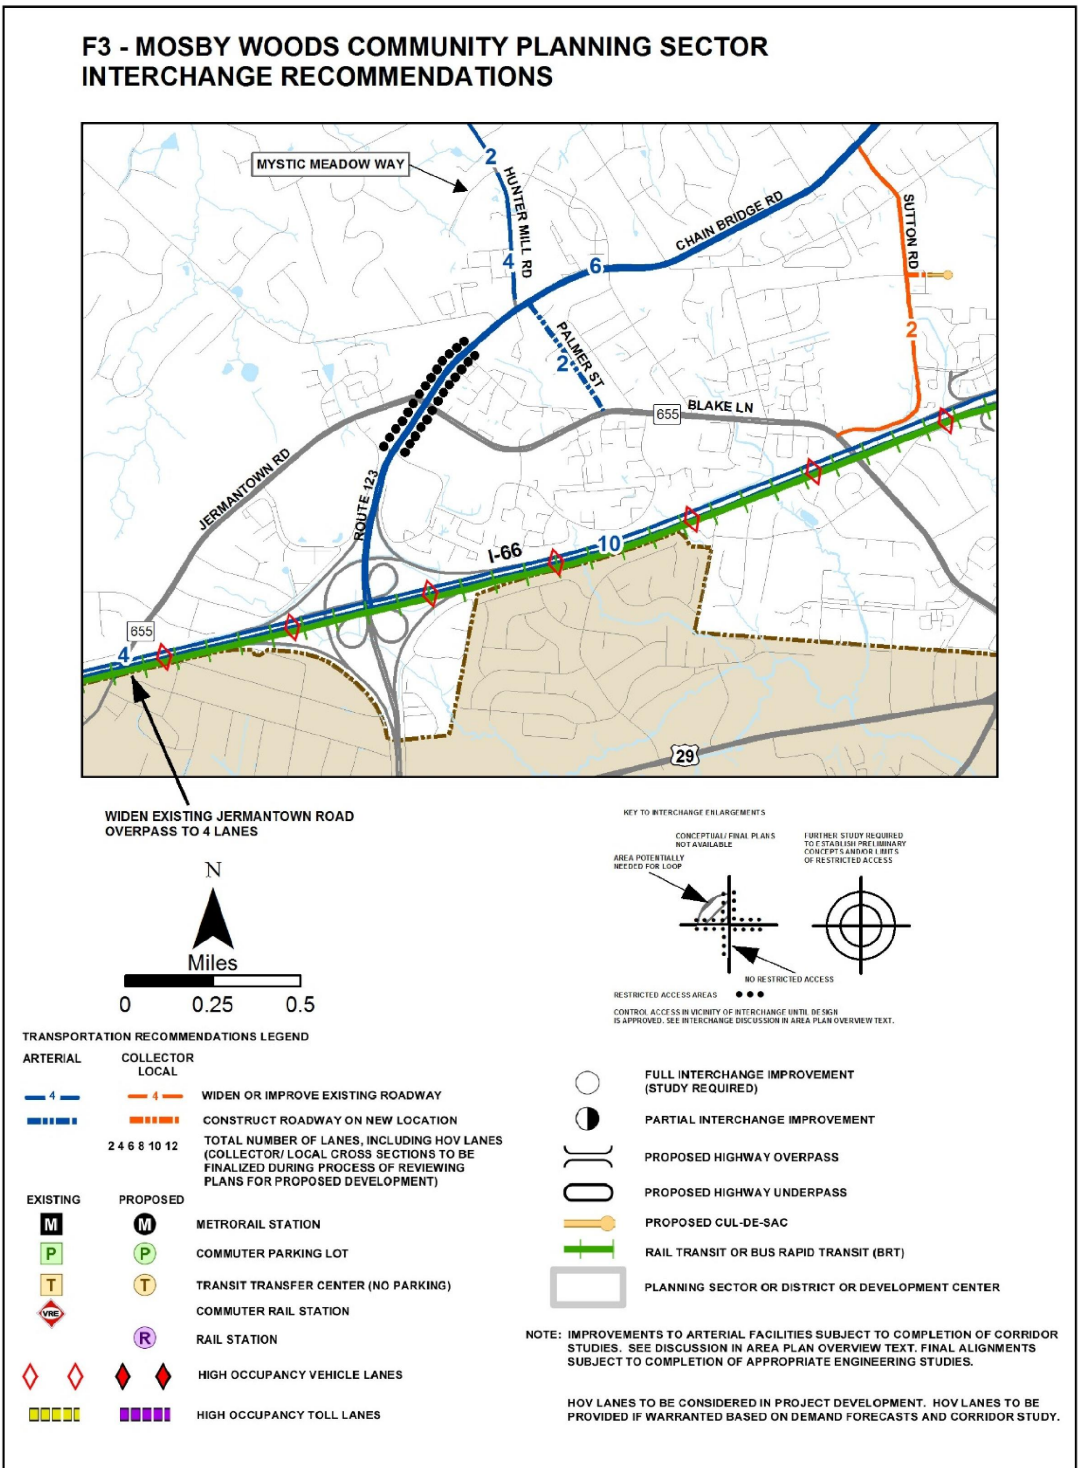 F3 - MOSBY WOODS COMMUNITY PLANNING SECTOR
INTERCHANGE RECOMMENDATIONS
MYSTIC MEADOW WAY
2
HUNTER MILL RD
4
CHAIN BRIDGE RD
6
SUTTON RD
2
PALMER ST
2
655
BLAKE LN
JERMANTOWN RD
ROUTE 123
I-66
10
655
4
29
WIDEN EXISTING JERMANTOWN ROAD
OVERPASS TO 4 LANES
N
Miles
0 0.25 0.5
KEY TO INTERCHANGE ENLARGEMENTS
CONCEPTUAL/ FINAL PLANS
NOT AVAILABLE
AREA POTENTIALLY
NEEDED FOR LOOP
FURTHER STUDY REQUIRED
TO ESTABLISH PRELIMINARY
CONCEPTS AND/OR LIMITS
OF RESTRICTED ACCESS
NO RESTRICTED ACCESS
RESTRICTED ACCESS AREAS
CONTROL ACCESS IN VICINITY OF INTERCHANGE UNTIL DESIGN
IS APPROVED. SEE INTERCHANGE DISCUSSION IN AREA PLAN OVERVIEW TEXT.
TRANSPORTATION RECOMMENDATIONS LEGEND
ARTERIAL COLLECTOR
LOCAL
4 4 WIDEN OR IMPROVE EXISTING ROADWAY
CONSTRUCT ROADWAY ON NEW LOCATION
2 4 6 8 10 12 TOTAL NUMBER OF LANES, INCLUDING HOV LANES
(COLLECTOR/ LOCAL CROSS SECTIONS TO BE
FINALIZED DURING PROCESS OF REVIEWING
PLANS FOR PROPOSED DEVELOPMENT)
EXISTING PROPOSED
M M METRORAIL STATION
P P COMMUTER PARKING LOT
T T TRANSIT TRANSFER CENTER (NO PARKING)
VRE COMMUTER RAIL STATION
R RAIL STATION
HIGH OCCUPANCY VEHICLE LANES
HIGH OCCUPANCY TOLL LANES
FULL INTERCHANGE IMPROVEMENT
(STUDY REQUIRED)
PARTIAL INTERCHANGE IMPROVEMENT
PROPOSED HIGHWAY OVERPASS
PROPOSED HIGHWAY UNDERPASS
PROPOSED CUL-DE-SAC
RAIL TRANSIT OR BUS RAPID TRANSIT (BRT)
PLANNING SECTOR OR DISTRICT OR DEVELOPMENT CENTER
NOTE: IMPROVEMENTS TO ARTERIAL FACILITIES SUBJECT TO COMPLETION OF CORRIDOR
STUDIES. SEE DISCUSSION IN AREA PLAN OVERVIEW TEXT. FINAL ALIGNMENTS
SUBJECT TO COMPLETION OF APPROPRIATE ENGINEERING STUDIES.
HOV LANES TO BE CONSIDERED IN PROJECT DEVELOPMENT. HOV LANES TO BE
PROVIDED IF WARRANTED BASED ON DEMAND FORECASTS AND CORRIDOR STUDY.